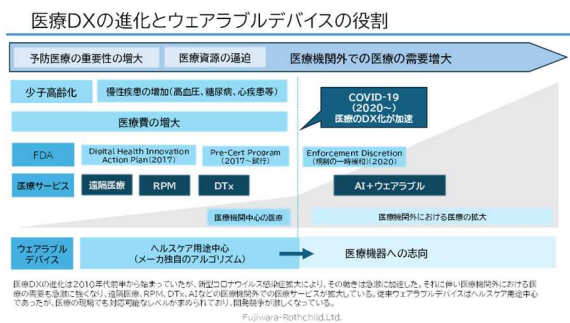 医療DXの進化とウェアラブルデバイスの役割
予防医療の重要性の増大
医療資源の逼迫
医療機関外での医療の需要増大
少子高齢化
慢性疾患の増加(高血圧、糖尿病、心疾患等)
COVID-19
(2020~)
医療のDX化が加速
医療費の増大
FDA
Digital Health Innovation
Action Plan(2017)
Pre-Cert Program
(2017~試行)
Enforcement Discretion
(規制の一時緩和)(2020)
医療サービス
遠隔医療
RPM
DTx
AI+ウェアラブル
医療機関中心の医療
医療機関外における医療の拡大
ウェアラブル
デバイス
ヘルスケア用途中心
(メーカ独自のアルゴリズム)
医療機器への志向
医療DXの進化は2010年代前半から始まっていたが、新型コロナウイルス感染症拡大により、その動きは急激に加速した。それに伴い医療機関外における医療
の需要も急激に強くなり、遠隔医療、RPM、DTx、AIなどの医療機関外での医療サービスが拡大している。従来ウェアラブルデバイスはヘルスケア用途中心
であったが、医療の現場でも対応可能なレベルが求められており、開発競争が激しくなっている。
Fujiwara-Rothchild,Ltd.